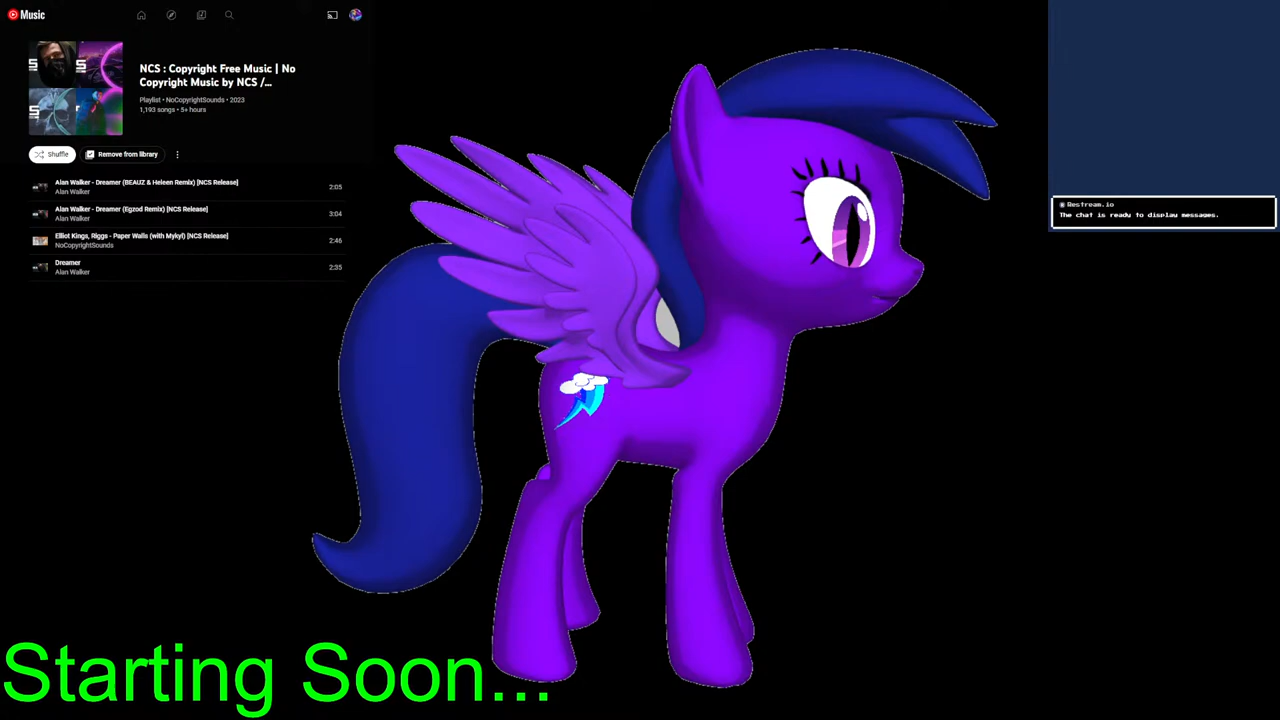 Music
NCS : Copyright Free Music | No
Copyright Music by NCS /...
Playlist • NoCopyrightSounds • 2023
1,193 songs • 5+ hours
Shuffle
Remove from library
Alan Walker - Dreamer (BEAUZ & Heleen Remix) [NCS Release]
Alan Walker
2:05
Alan Walker - Dreamer (Egzod Remix) [NCS Release]
Alan Walker
3:04
Elliot Kings, Riggs - Paper Walls (with Mykyl) [NCS Release]
NoCopyrightSounds
2:46
Dreamer
Alan Walker
2:35
Restream.io
The chat is ready to display messages.
Starting Soon...